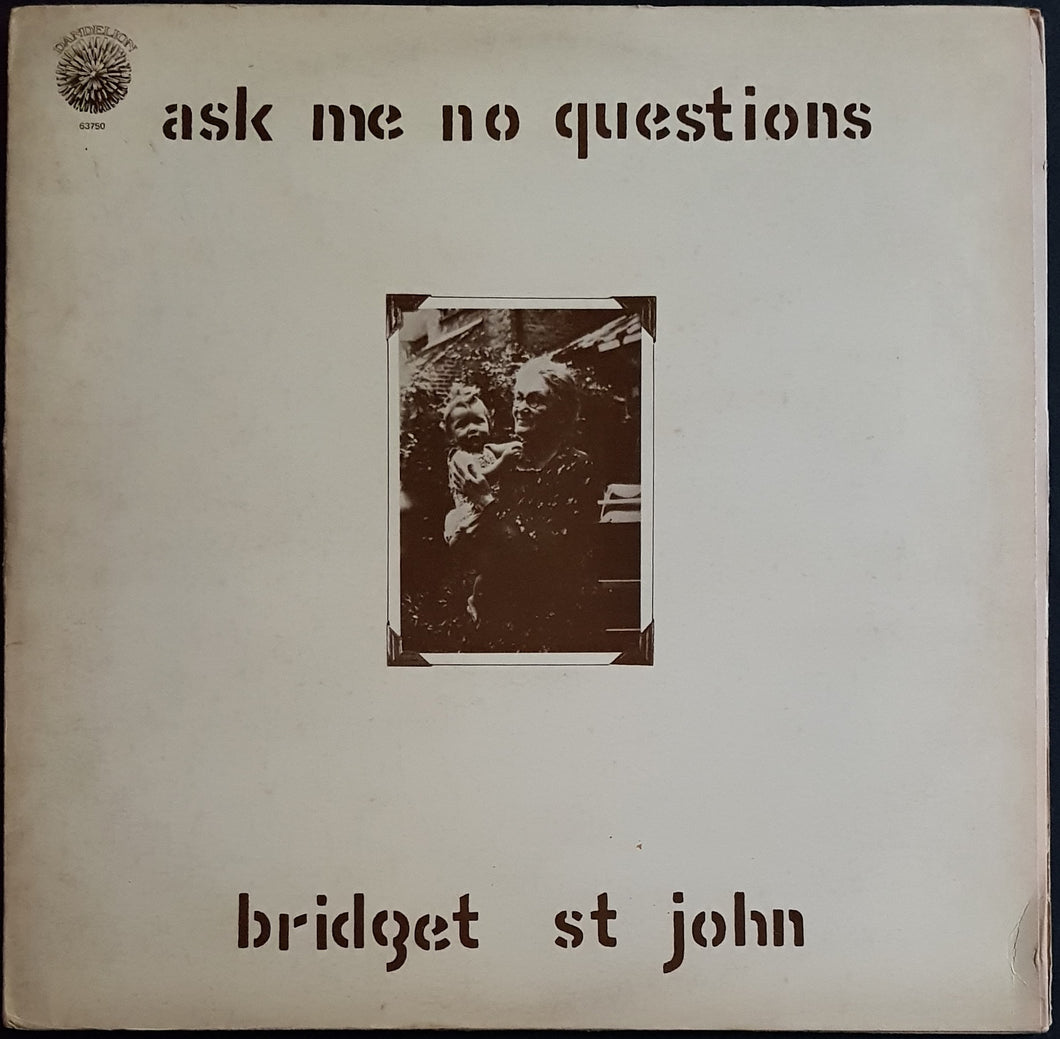 DANDELION
63750
ask me no questions
bridget st john